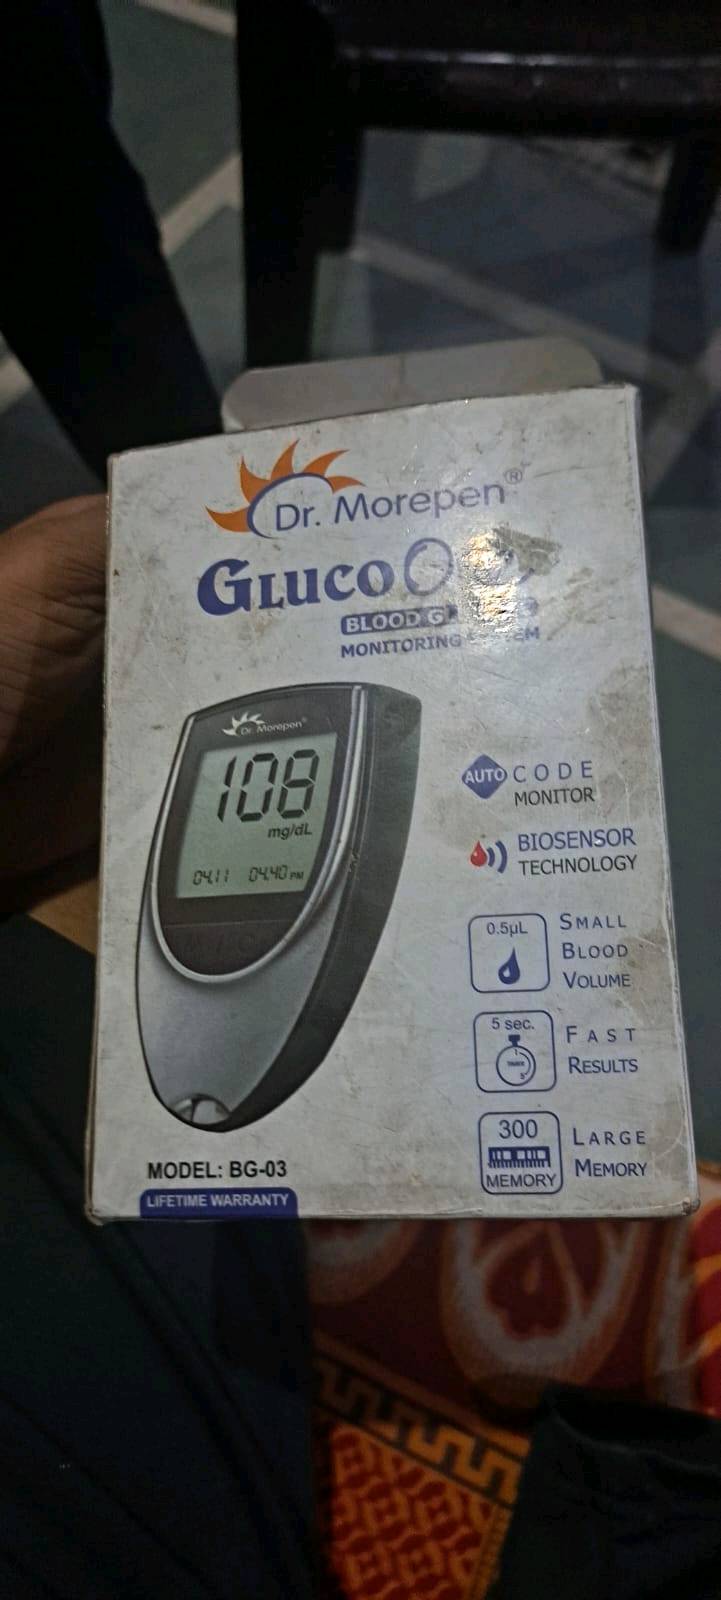 Dr. Morepen®
GLUCO
BLOOD G
MONITORING
Dr. Morepen®
108
mg/dL
04.11 04.40 PM
AUTO CODE
MONITOR
BIOSENSOR
TECHNOLOGY
0.5µL
SMALL
BLOOD
VOLUME
5 sec.
FAST
RESULTS
300
MEMORY
LARGE
MEMORY
MODEL: BG-03
LIFETIME WARRANTY